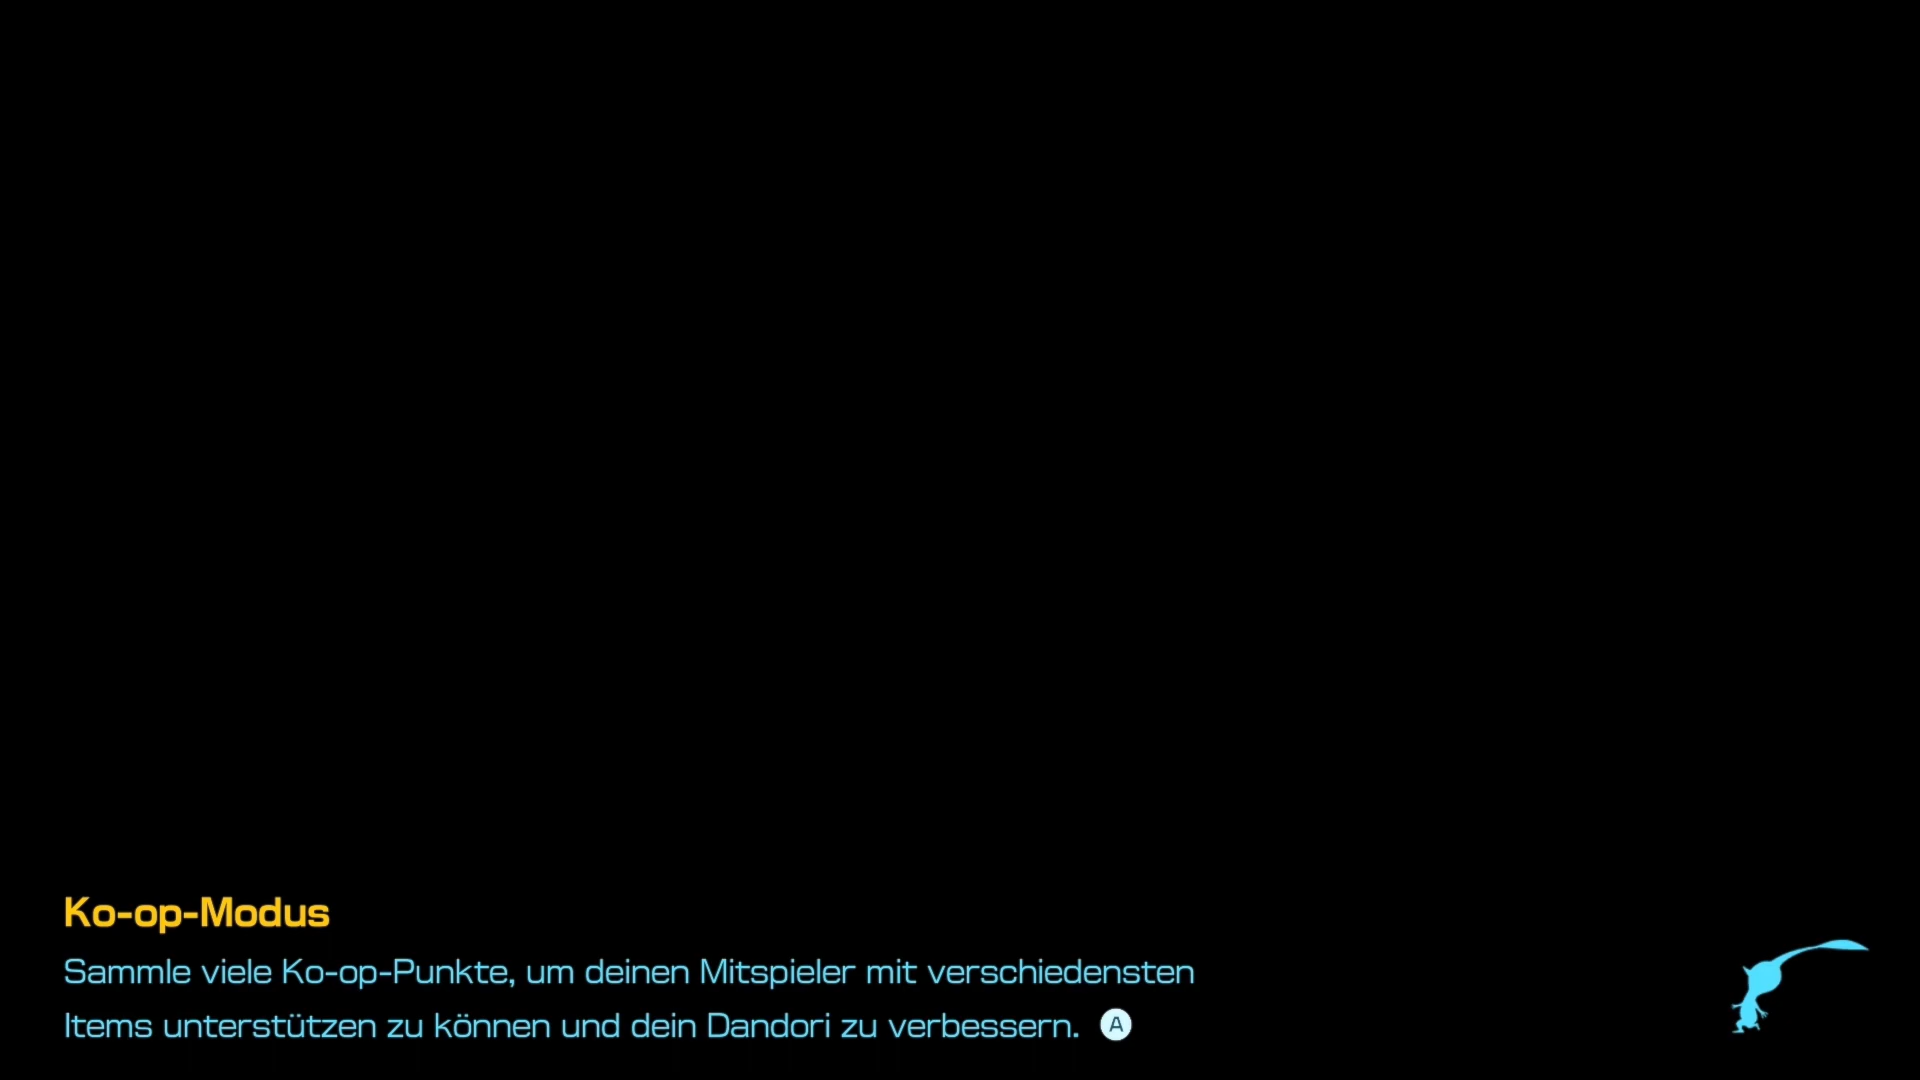 Ko-op-Modus
Sammle viele Ko-op-Punkte, um deinen Mitspieler mit verschiedensten
Items unterstützen zu können und dein Dandori zu verbessern. A